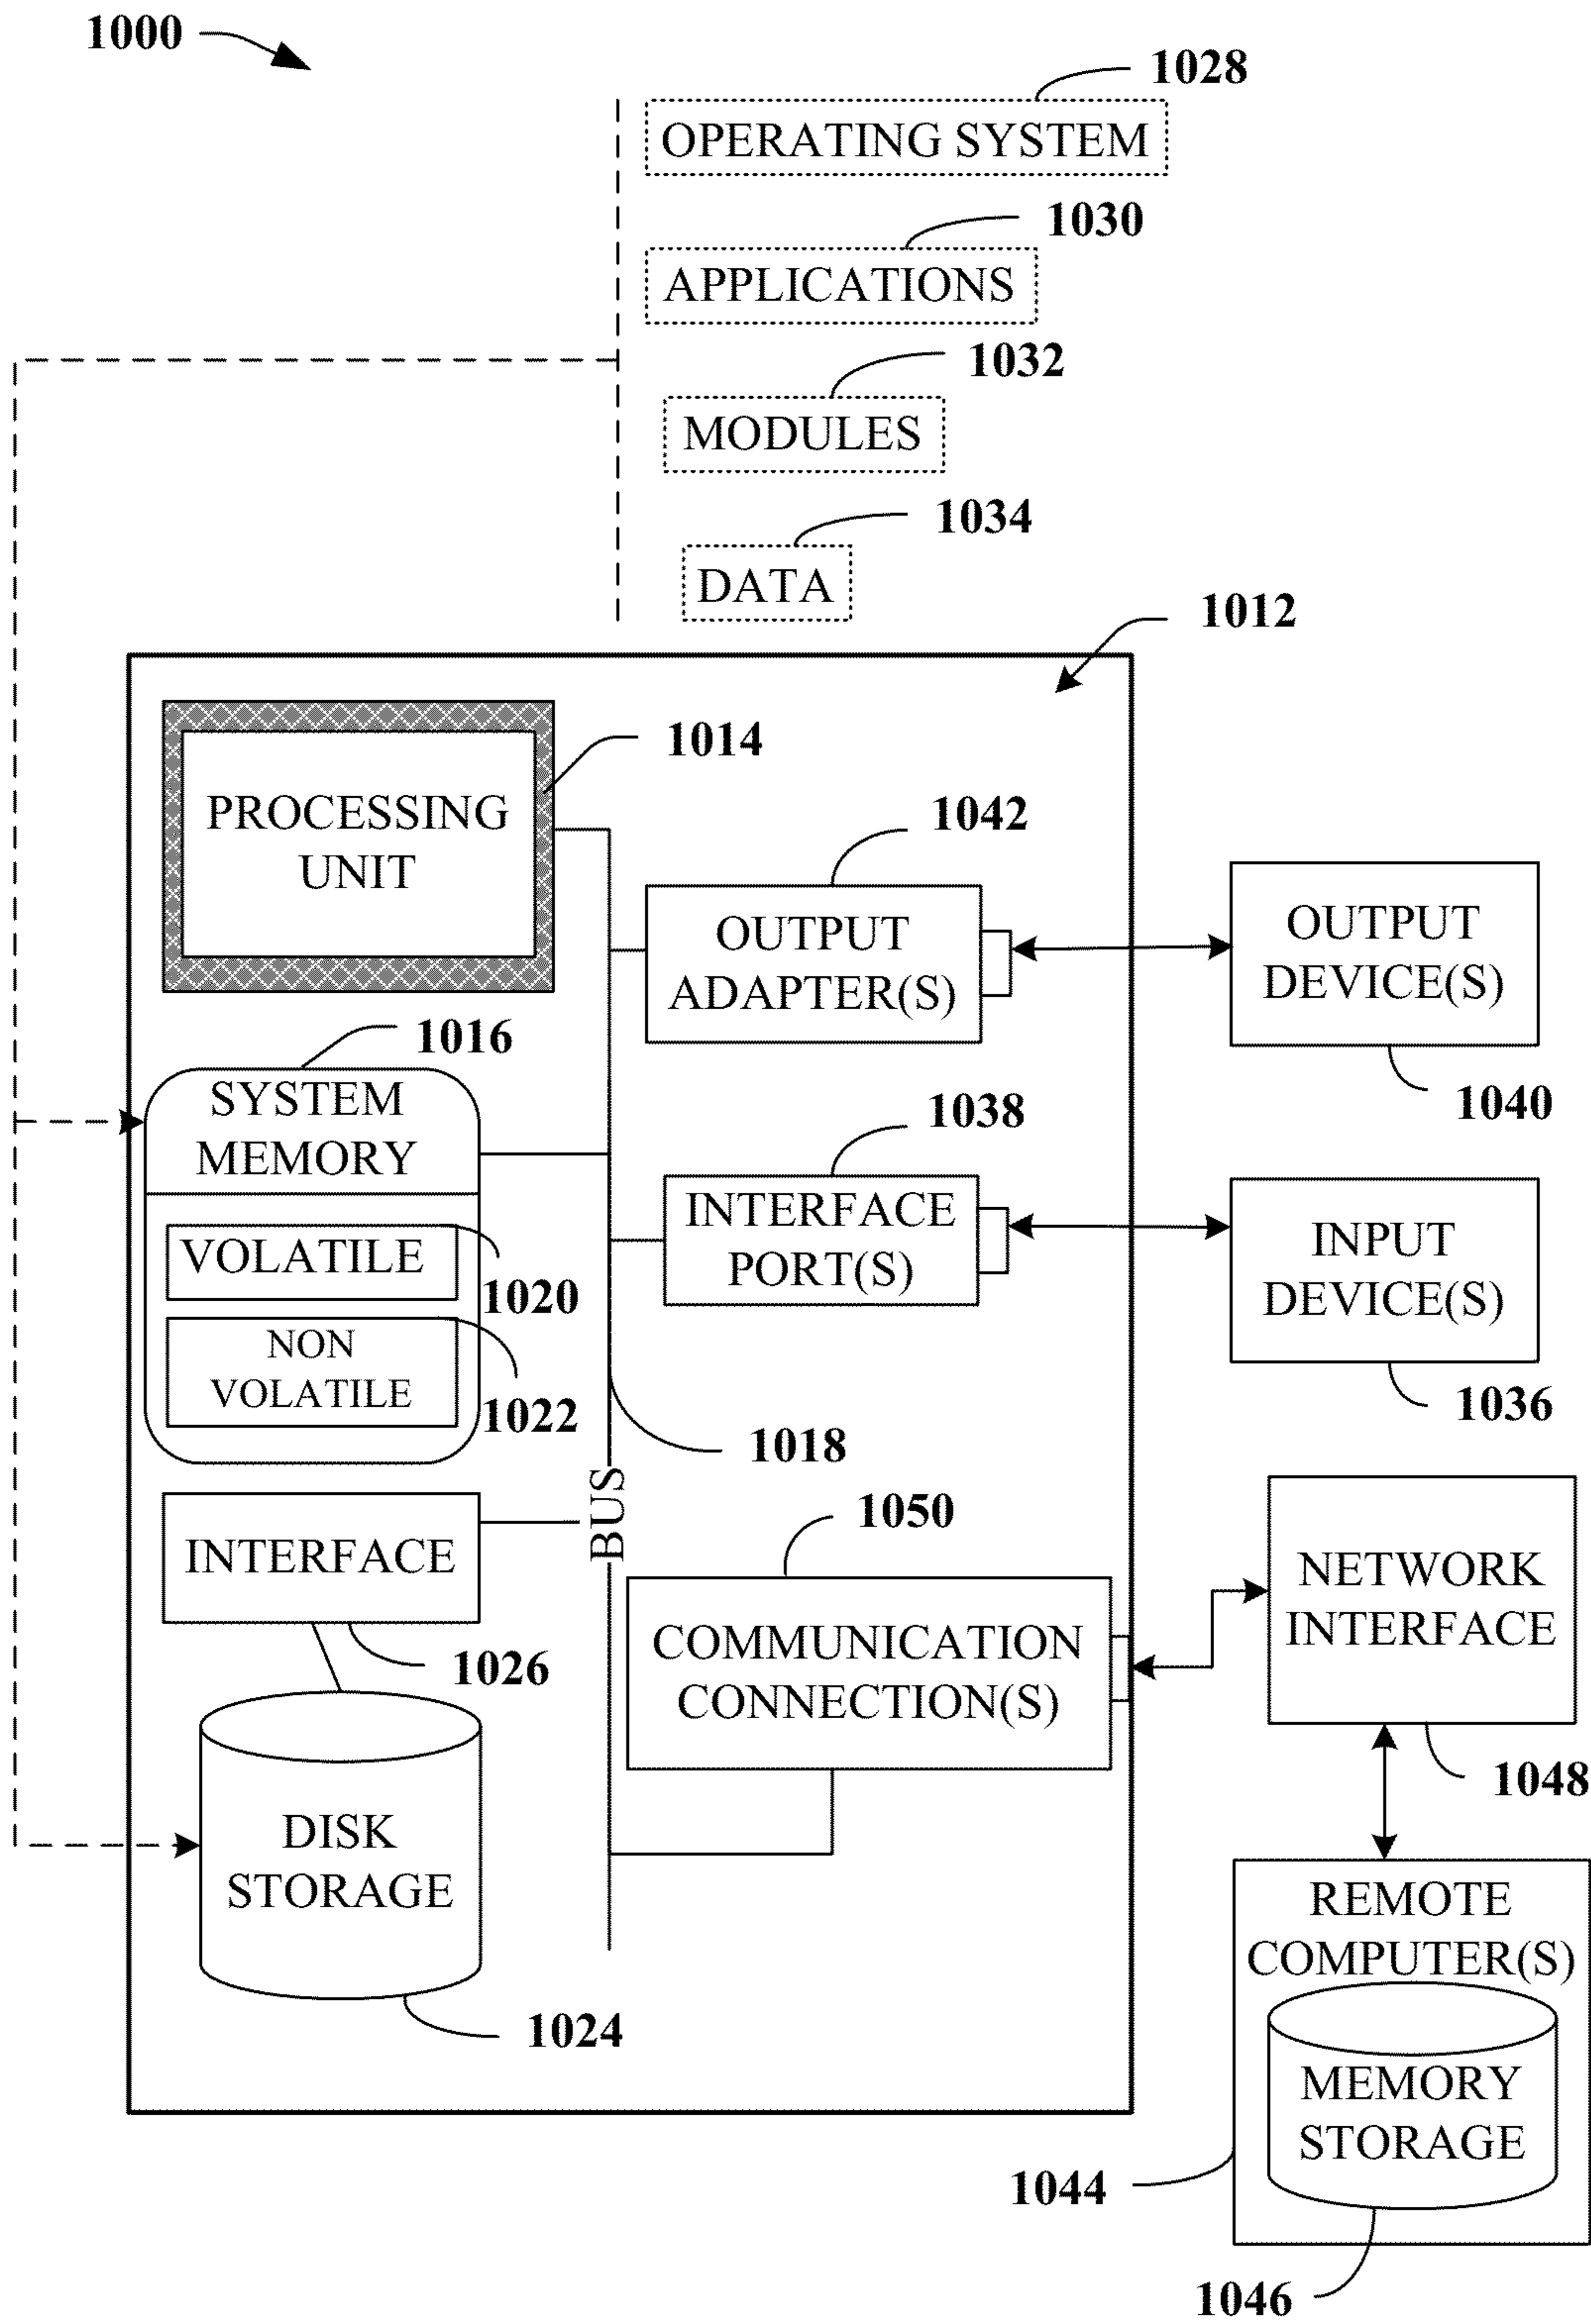 1000
1028
OPERATING SYSTEM
1030
APPLICATIONS
1032
MODULES
1034
DATA
1012
1014
PROCESSING
UNIT
1042
OUTPUT
ADAPTER(S)
OUTPUT
DEVICE(S)
1040
1016
SYSTEM
MEMORY
1038
INTERFACE
PORT(S)
INPUT
DEVICE(S)
1036
VOLATILE
1020
NON
VOLATILE
1022
1018
BUS
INTERFACE
1026
1050
COMMUNICATION
CONNECTION(S)
NETWORK
INTERFACE
1048
DISK
STORAGE
1024
REMOTE
COMPUTER(S)
MEMORY
STORAGE
1044
1046